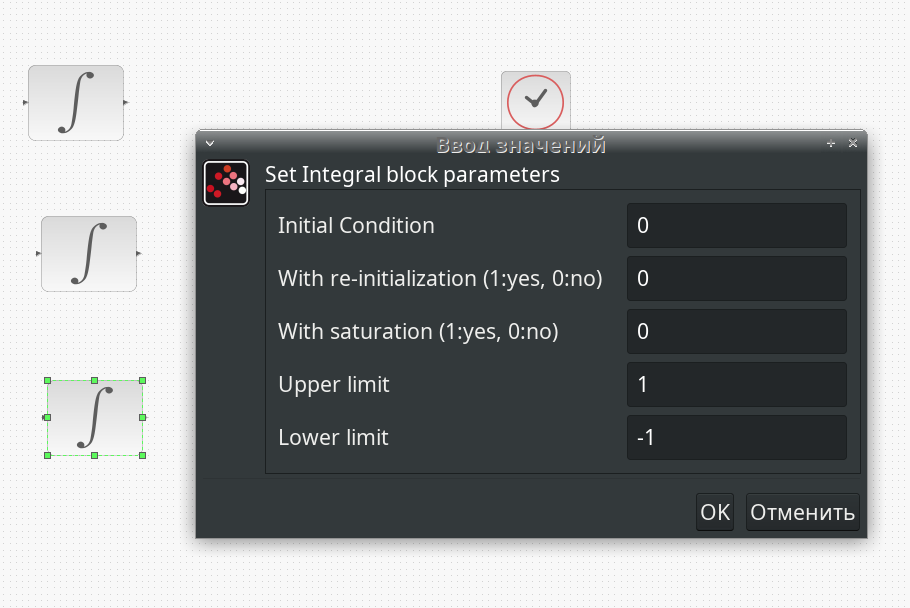 Ввод значений
Set Integral block parameters
Initial Condition 0
With re-initialization (1:yes, 0:no) 0
With saturation (1:yes, 0:no) 0
Upper limit 1
Lower limit -1
OK Отменить